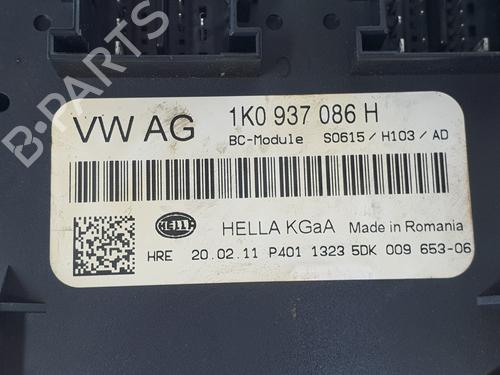 B-PARTS
VW AG
1K0 937 086 H
BC-Module S0615 / H103 / AD
HELLA
HELLA KGaA Made in Romania
HRE 20.02.11 P401 1323 5DK 009 653-06